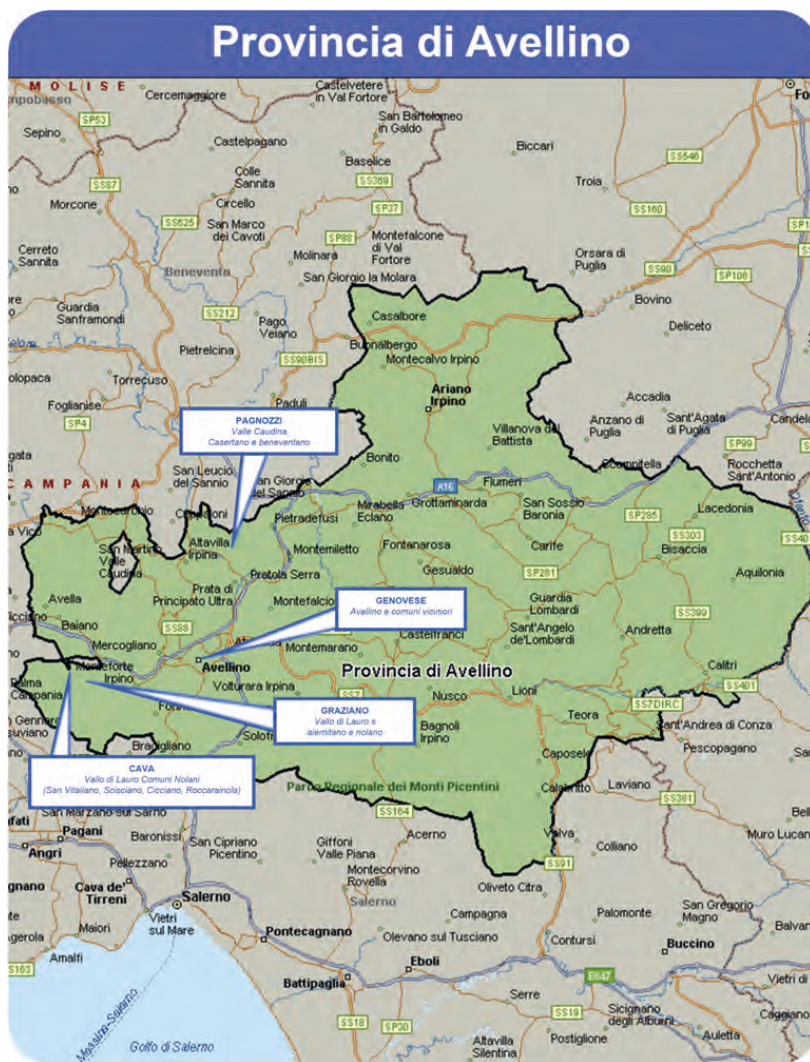 Provincia di Avellino
MOLISE
Cercemaggiore
Castelvetere
in Val Fortore
SP53
Sepino
San Bartolomeo
in Galdo
Castelpagano
Biccari
SS546
Baselice
Colle
Sannita
SS87
SS369
Troia
Morcone
Circello
SP37
SS160
SS625
San Marco
dei Cavoti
SP88
Montefalcone
di Val
Fortore
Cerreto
Sannita
Molinara
Orsara di
Puglia
SS90
SP106
Benevento
San Giorgio la Molara
Bovino
Guardia
Sanframondi
SS212
Pago
Veiano
Casalbore
Deliceto
Pietrelcina
SS90BIS
Buonalbergo
Montecalvo Irpino
Torrecuso
Foglianise
Paduli
Ariano
Irpino
Accadia
SP4
Anzano di
Puglia
Sant'Agata
di Puglia
PAGNOZZI
Valle Caudina
Casertano e beneventano
Villanova del
Battista
SP99
Rocchetta
Sant'Antonio
San Leucio
del Sannio
Bonito
CAMPANIA
A16
Flumeri
Grottaminarda
Mirabella
Eclano
San Sossio
Baronia
SP285
Lacedonia
Pietradefusi
SS303
Altavilla
Irpina
San Martino
Valle
Caudina
Montemiletto
Fontanarosa
Carife
Bisaccia
Gesualdo
SP281
Aquilonia
Prata di
Principato Ultra
Pratola Serra
Avella
Guardia
Lombardi
GENOVESE
Avellino e comuni viciniori
Baiano
SS88
SS399
Sant'Angelo
de'Lombardi
Andretta
Mercogliano
Castelfranci
Montemarano
Monteforte
Irpino
Avellino
Provincia di Avellino
Calitri
Palma
Campania
Volturara Irpina
SS7
Nusco
Lioni
SS401
SS7DIRC
GRAZIANO
Vallo di Lauro s
alernitano e nolano
Teora
Sant'Andrea di Conza
Bagnoli
Irpino
Pescopagano
Bracigliano
Caposele
CAVA
Vallo di Lauro Comuni Nolani
(San Vitaliano, Scisciano, Cicciano, Roccarainola)
Parco Regionale dei Monti Picentini
Calabritto
Laviano
SS381
SS164
San Marzano sul Sarno
Pagani
Baronissi
San Cipriano
Picentino
Giffoni
Valle Piana
Acerno
Valva
Colliano
Muro Lucano
Angri
Pellezzano
SS91
Cava de'
Tirreni
Montecorvino
Rovella
Oliveto Citra
Salerno
Salerno
San Gregorio
Magno
Vietri
sul Mare
Maiori
Campagna
Palomonte
Agerola
Pontecagnano
Olevano sul Tusciano
Contursi
Buccino
Amalfi
SS163
Eboli
Battipaglia
E847
Vietri di
Serre
SS19
Sicignano
degli Alburni
Caggiano
Messina-Salerno
SS18
SP30
Postiglione
Auletta
Golfo di Salerno
Altavilla
Silentina